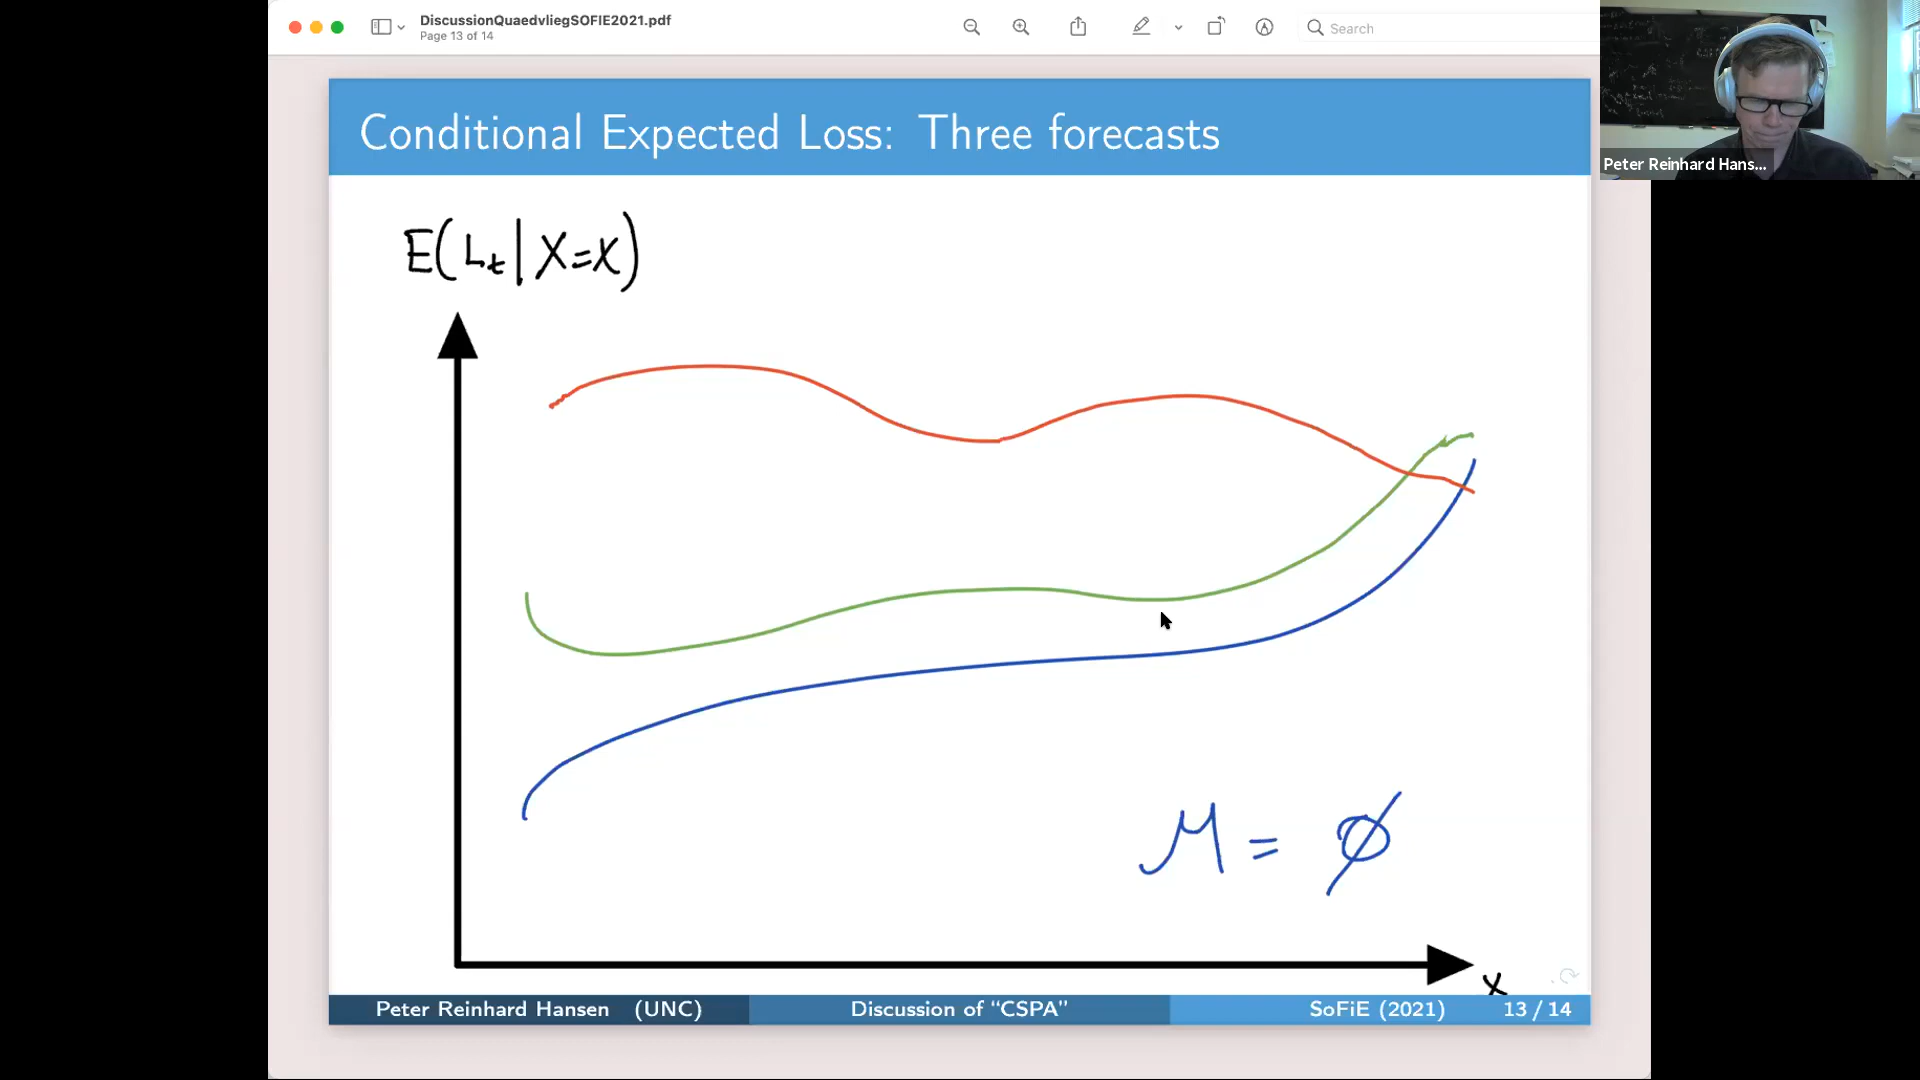 DiscussionQuaedvliegSOFIE2021.pdf
Page 13 of 14
Search
Peter Reinhard Hans...
Conditional Expected Loss: Three forecasts
E(Lt|X=x)
M = ∅
x
Peter Reinhard Hansen (UNC)
Discussion of “CSPA”
SoFiE (2021)
13 / 14